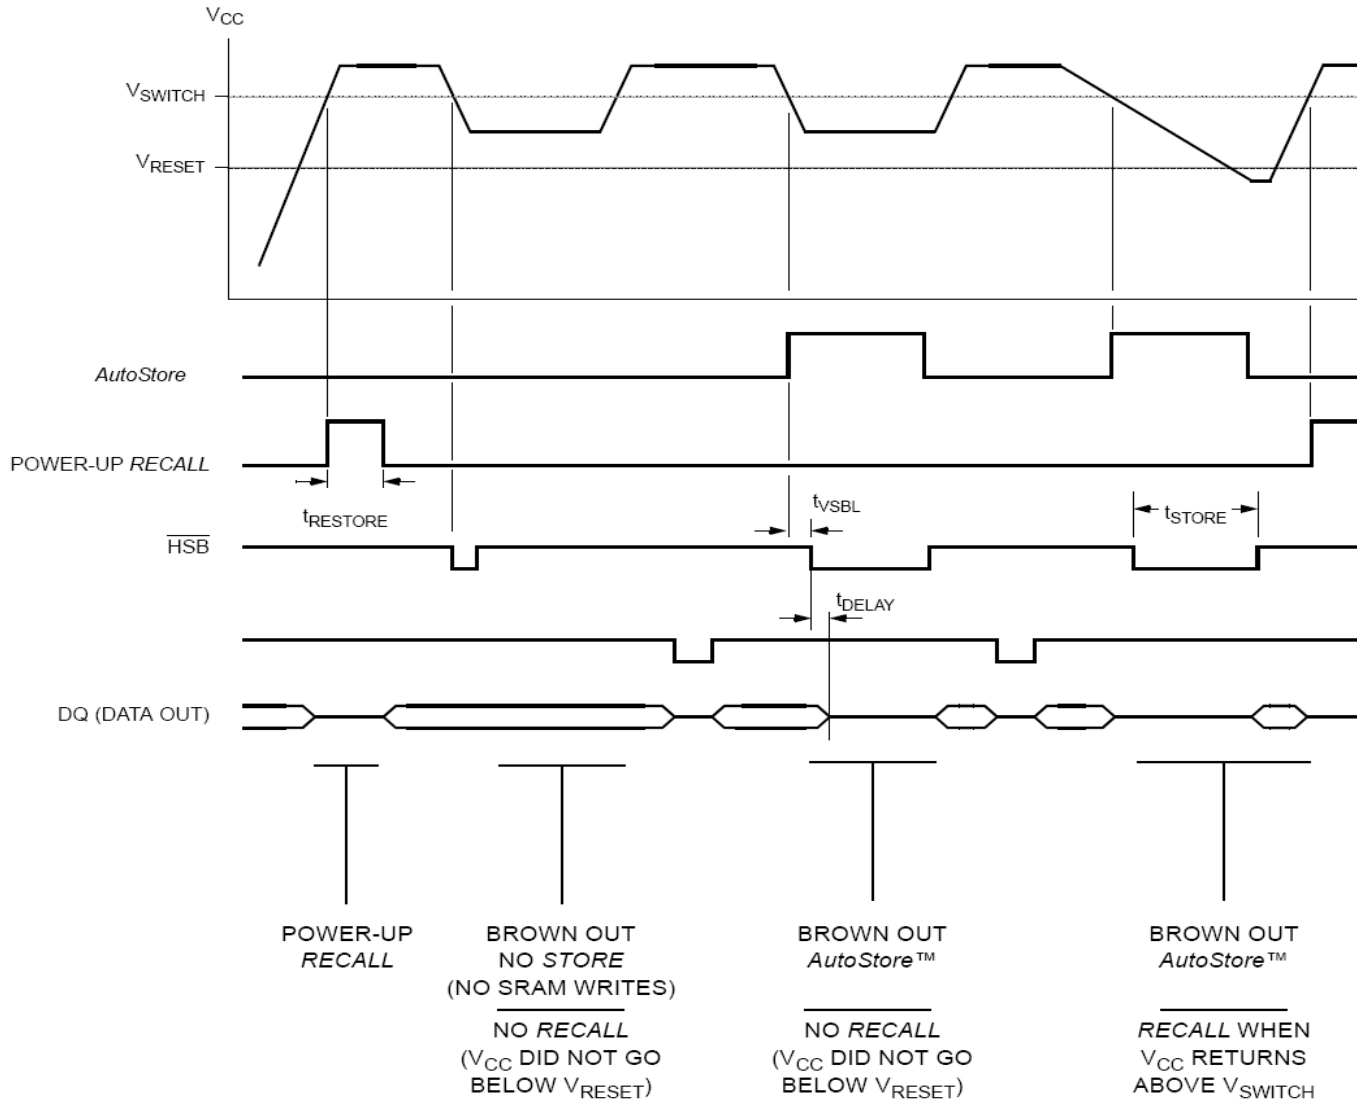 VCC
VSWITCH
VRESET
AutoStore
POWER-UP RECALL
tRESTORE
tVSBL
tSTORE
HSB
tDELAY
DQ (DATA OUT)
POWER-UP
RECALL
BROWN OUT
NO STORE
(NO SRAM WRITES)
NO RECALL
(VCC DID NOT GO
BELOW VRESET)
BROWN OUT
AutoStore™
NO RECALL
(VCC DID NOT GO
BELOW VRESET)
BROWN OUT
AutoStore™
RECALL WHEN
VCC RETURNS
ABOVE VSWITCH